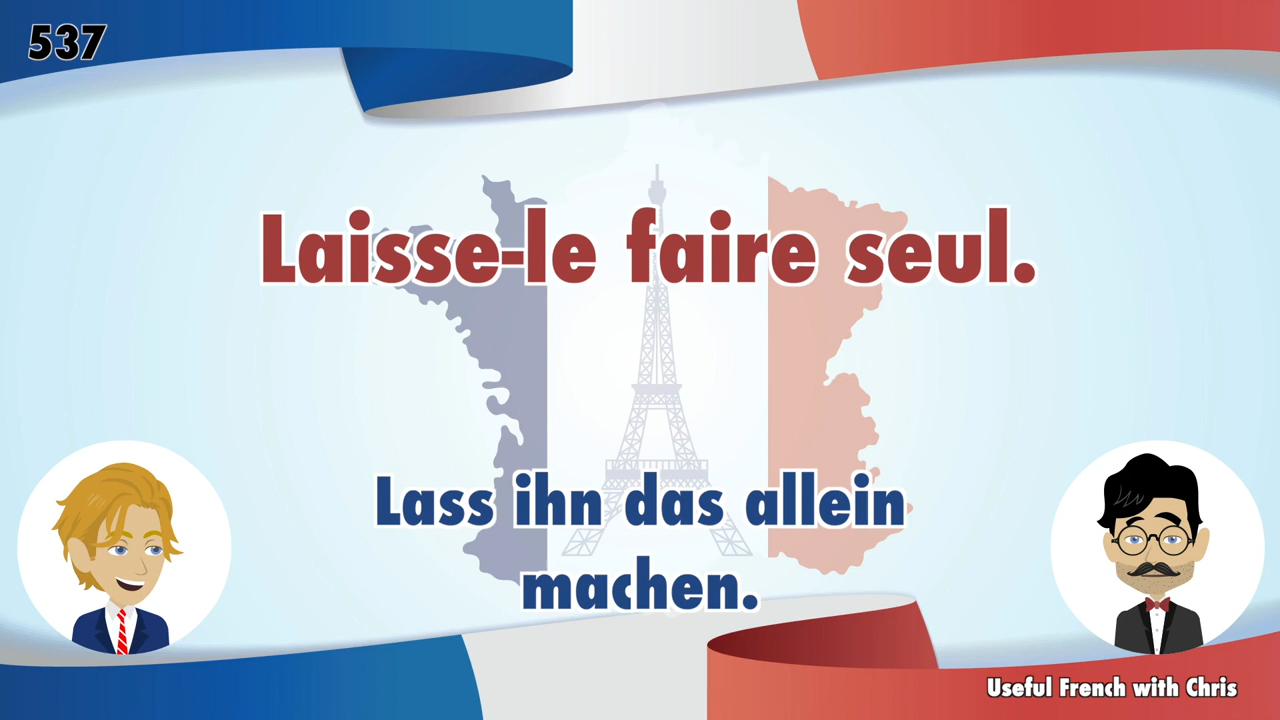 537
Laisse-le faire seul.
Lass ihn das allein
machen.
Useful French with Chris